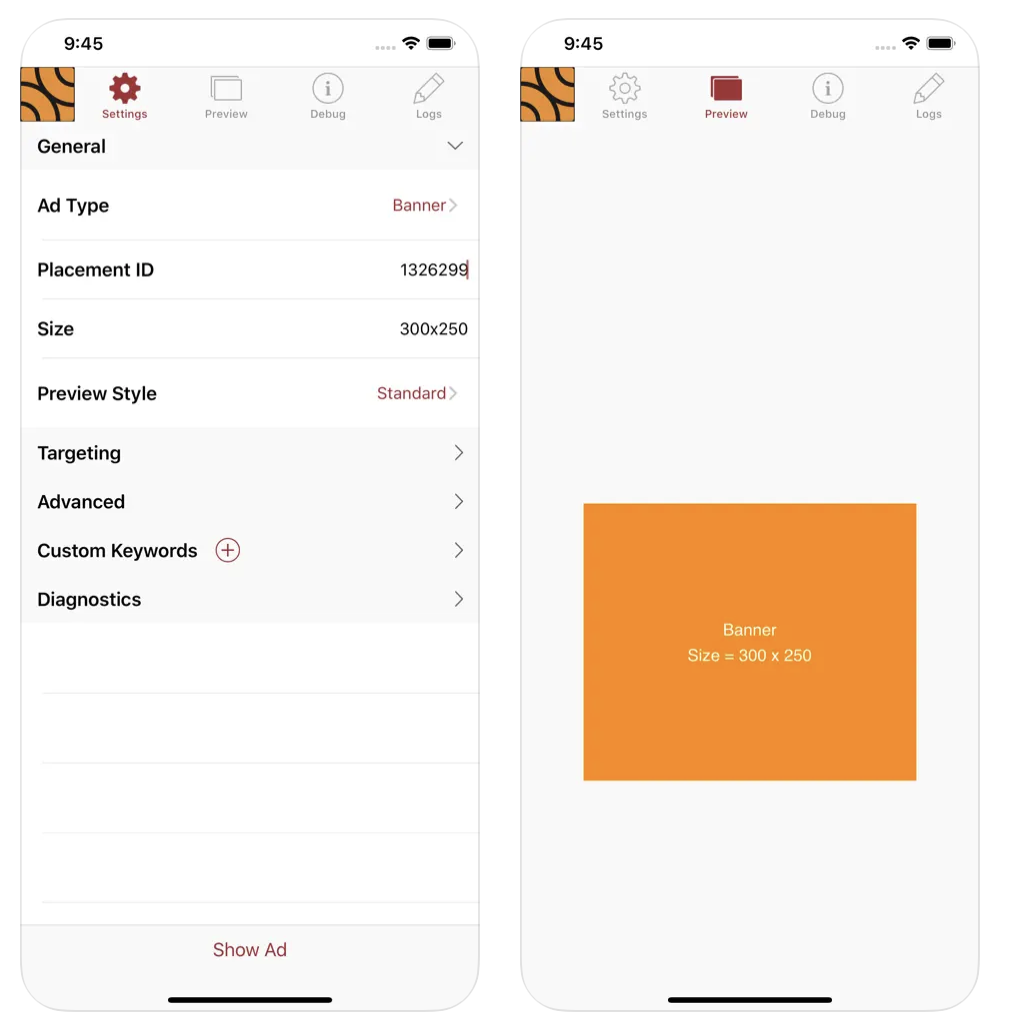 9:45
Settings
Preview
Debug
Logs
General
Ad Type
Banner
Placement ID
1326299
Size
300x250
Preview Style
Standard
Targeting
Advanced
Custom Keywords
Diagnostics
Show Ad
9:45
Settings
Preview
Debug
Logs
Banner
Size = 300 x 250